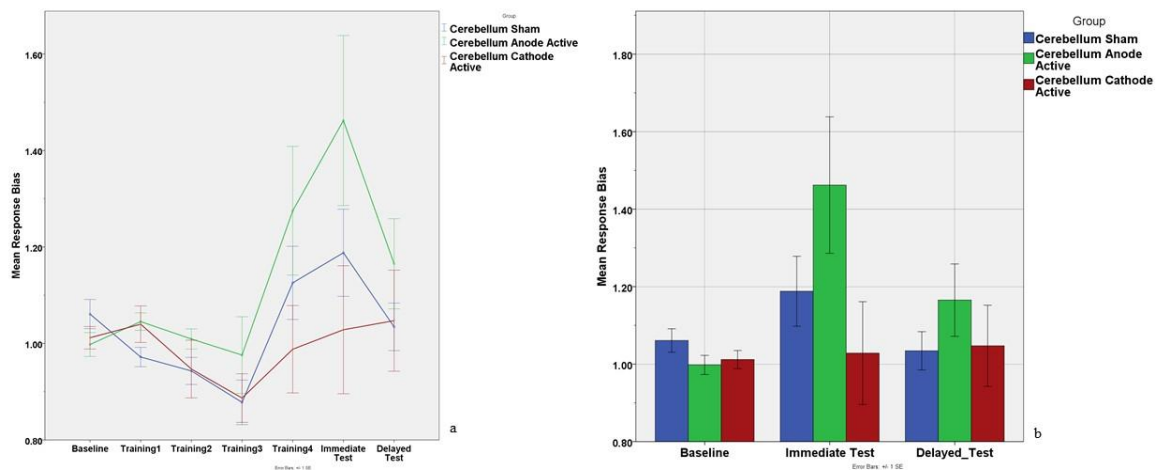 Group
Cerebellum Sham
Cerebellum Anode Active
Cerebellum Cathode
Active
Mean Response Bias
1.60
1.40
1.20
1.00
0.80
Baseline Training1 Training2 Training3 Training4 Immediate Test Delayed Test
Error Bars: +/- 1 SE
a
Group
Cerebellum Sham
Cerebellum Anode
Active
Cerebellum Cathode
Active
Mean Response Bias
1.80
1.60
1.40
1.20
1.00
0.80
Baseline Immediate Test Delayed_Test
Error Bars: +/- 1 SE
b